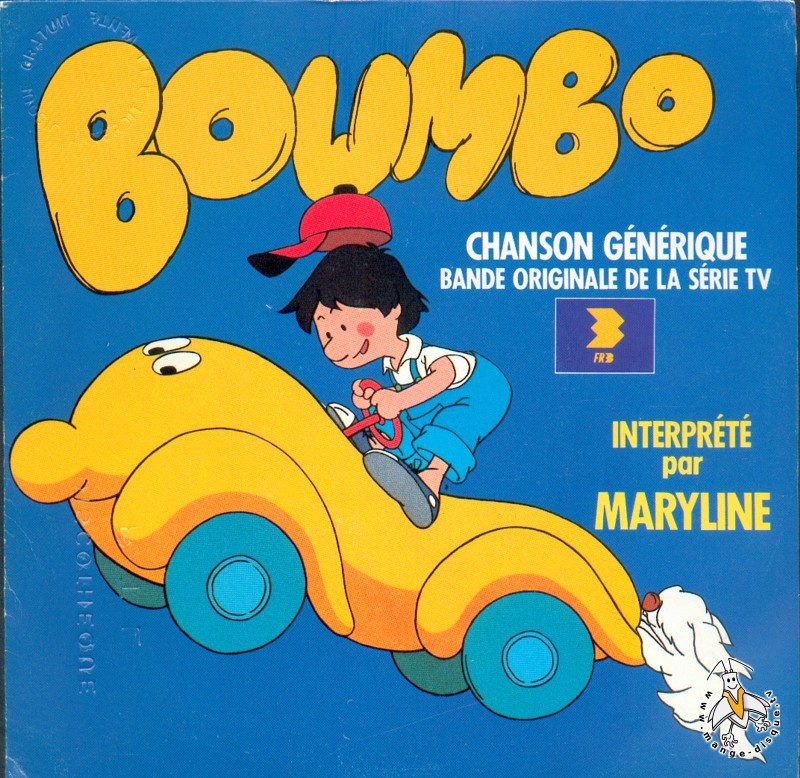 BOUMBO
CHANSON GÉNÉRIQUE
BANDE ORIGINALE DE LA SÉRIE TV
FR3
INTERPRÉTÉ
par
MARYLINE
www.mange-disque.tv